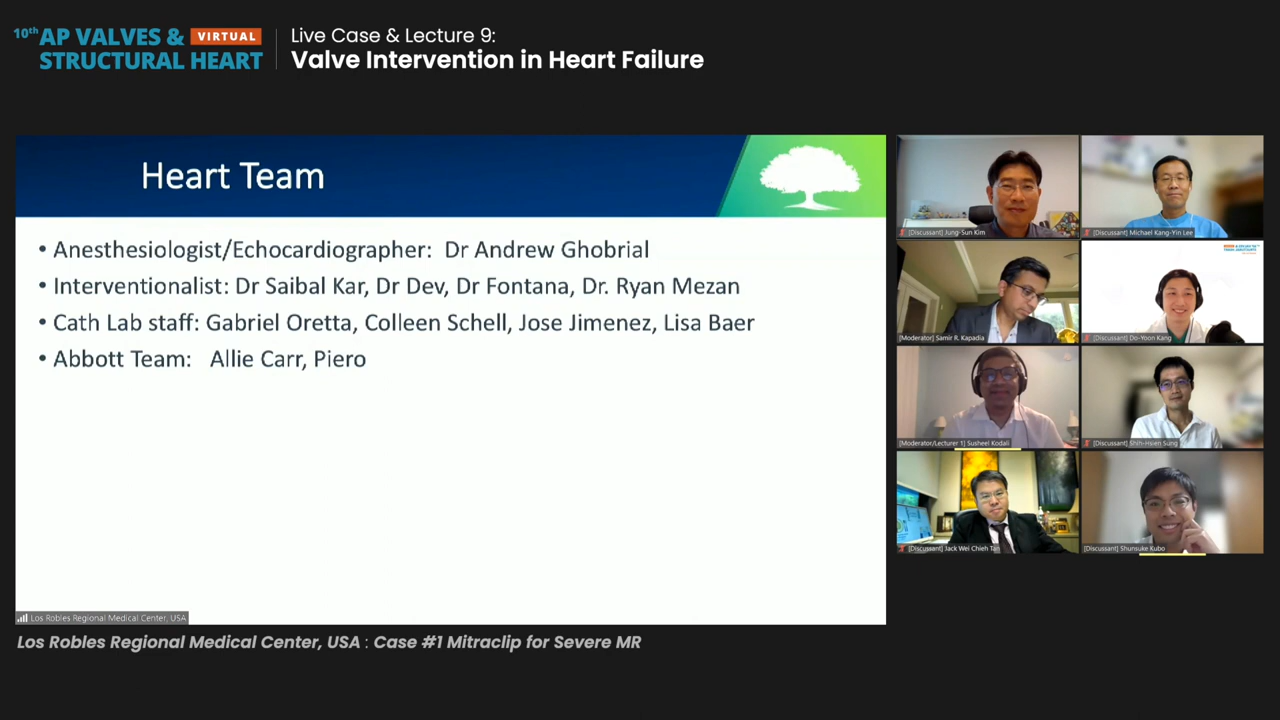 10th AP VALVES & VIRTUAL
STRUCTURAL HEART
Live Case & Lecture 9:
Valve Intervention in Heart Failure
Heart Team
• Anesthesiologist/Echocardiographer: Dr Andrew Ghobrial
• Interventionalist: Dr Saibal Kar, Dr Dev, Dr Fontana, Dr. Ryan Mezan
• Cath Lab staff: Gabriel Oretta, Colleen Schell, Jose Jimenez, Lisa Baer
• Abbott Team: Allie Carr, Piero
Los Robles Regional Medical Center, USA
Los Robles Regional Medical Center, USA : Case #1 Mitraclip for Severe MR
[Discussant] Jung-Sun Kim
[Discussant] Michael Kang-Yin Lee
[Moderator] Samir R. Kapadia
[Discussant] Do-Yoon Kang
[Moderator/Lecturer 1] Susheel Kodali
[Discussant] Shih-Hsien Sung
[Discussant] Jack Wei Chieh Tan
[Discussant] Shunsuke Kubo